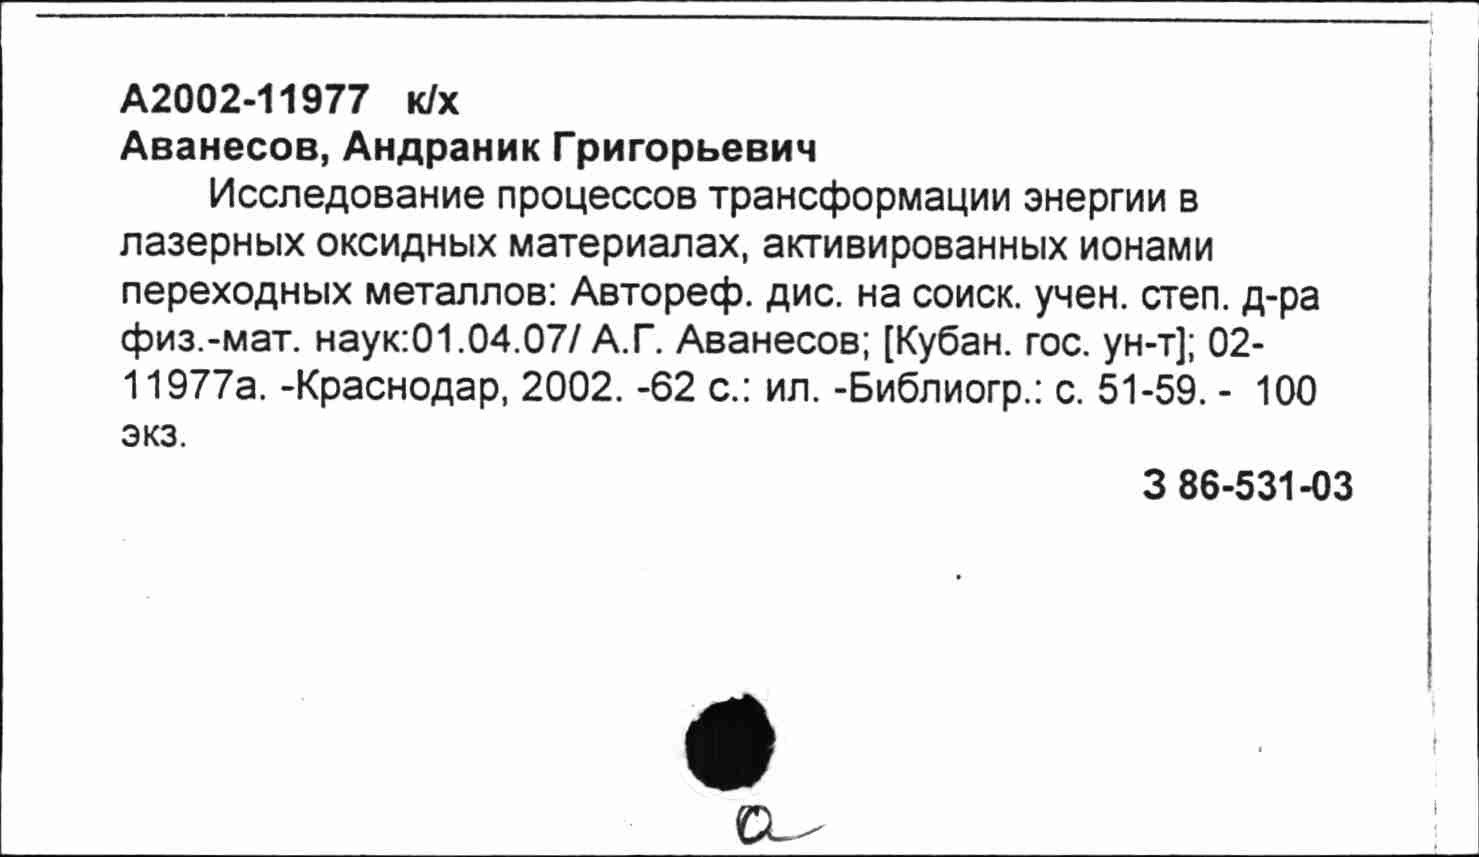 А2002-11977 к/х
Аванесов, Андраник Григорьевич
Исследование процессов трансформации энергии в
лазерных оксидных материалах, активированных ионами
переходных металлов: Автореф. дис. на соиск. учен. степ. д-ра
физ.-мат. наук:01.04.07/ А.Г. Аванесов; [Кубан. гос. ун-т]; 02-
11977а. -Краснодар, 2002. -62 с.: ил. -Библиогр.: с. 51-59. - 100
экз.
З 86-531-03
а